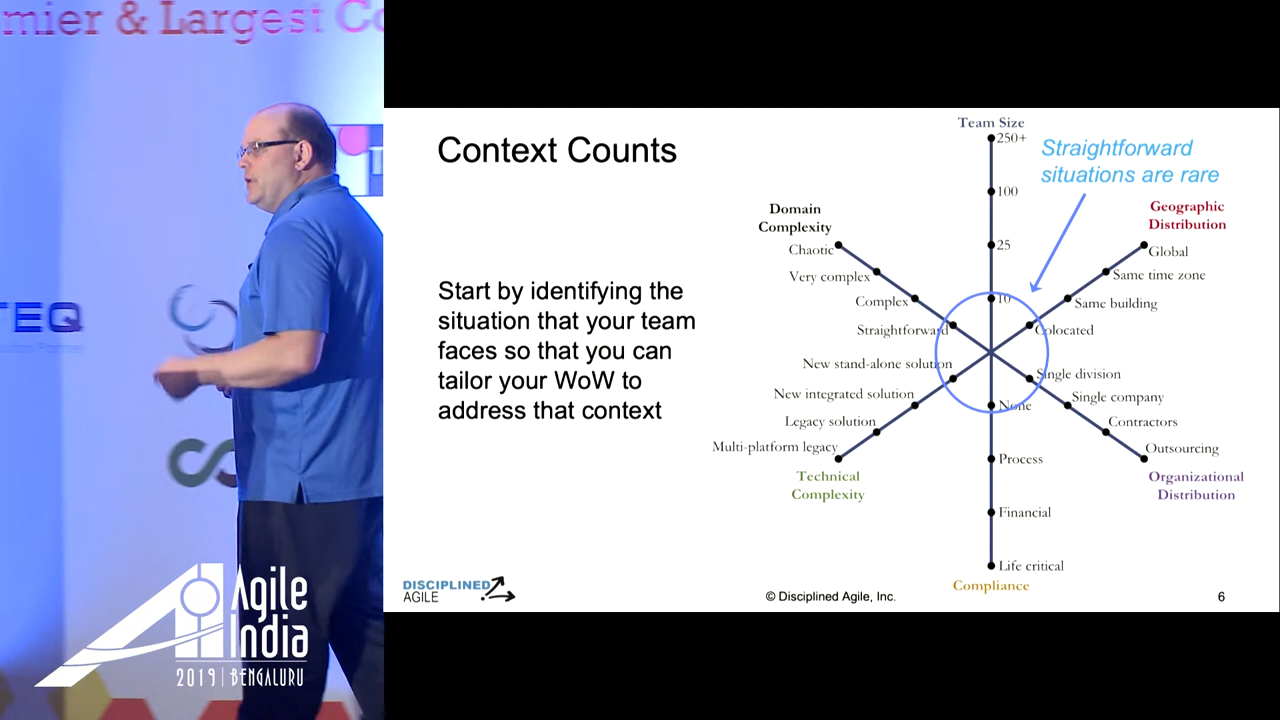 mier & Largest Co
TEQ
Agile
India
2019 | BENGALURU
Context Counts
Start by identifying the
situation that your team
faces so that you can
tailor your WoW to
address that context
Team Size
250+
100
25
10
Straightforward
situations are rare
Domain
Complexity
Chaotic
Very complex
Complex
Straightforward
Geographic
Distribution
Global
Same time zone
Same building
Colocated
New stand-alone solution
New integrated solution
Legacy solution
Multi-platform legacy
Technical
Complexity
Single division
Single company
Contractors
Outsourcing
Organizational
Distribution
None
Process
Financial
Life critical
Compliance
DISCIPLINED
AGILE
© Disciplined Agile, Inc.
6